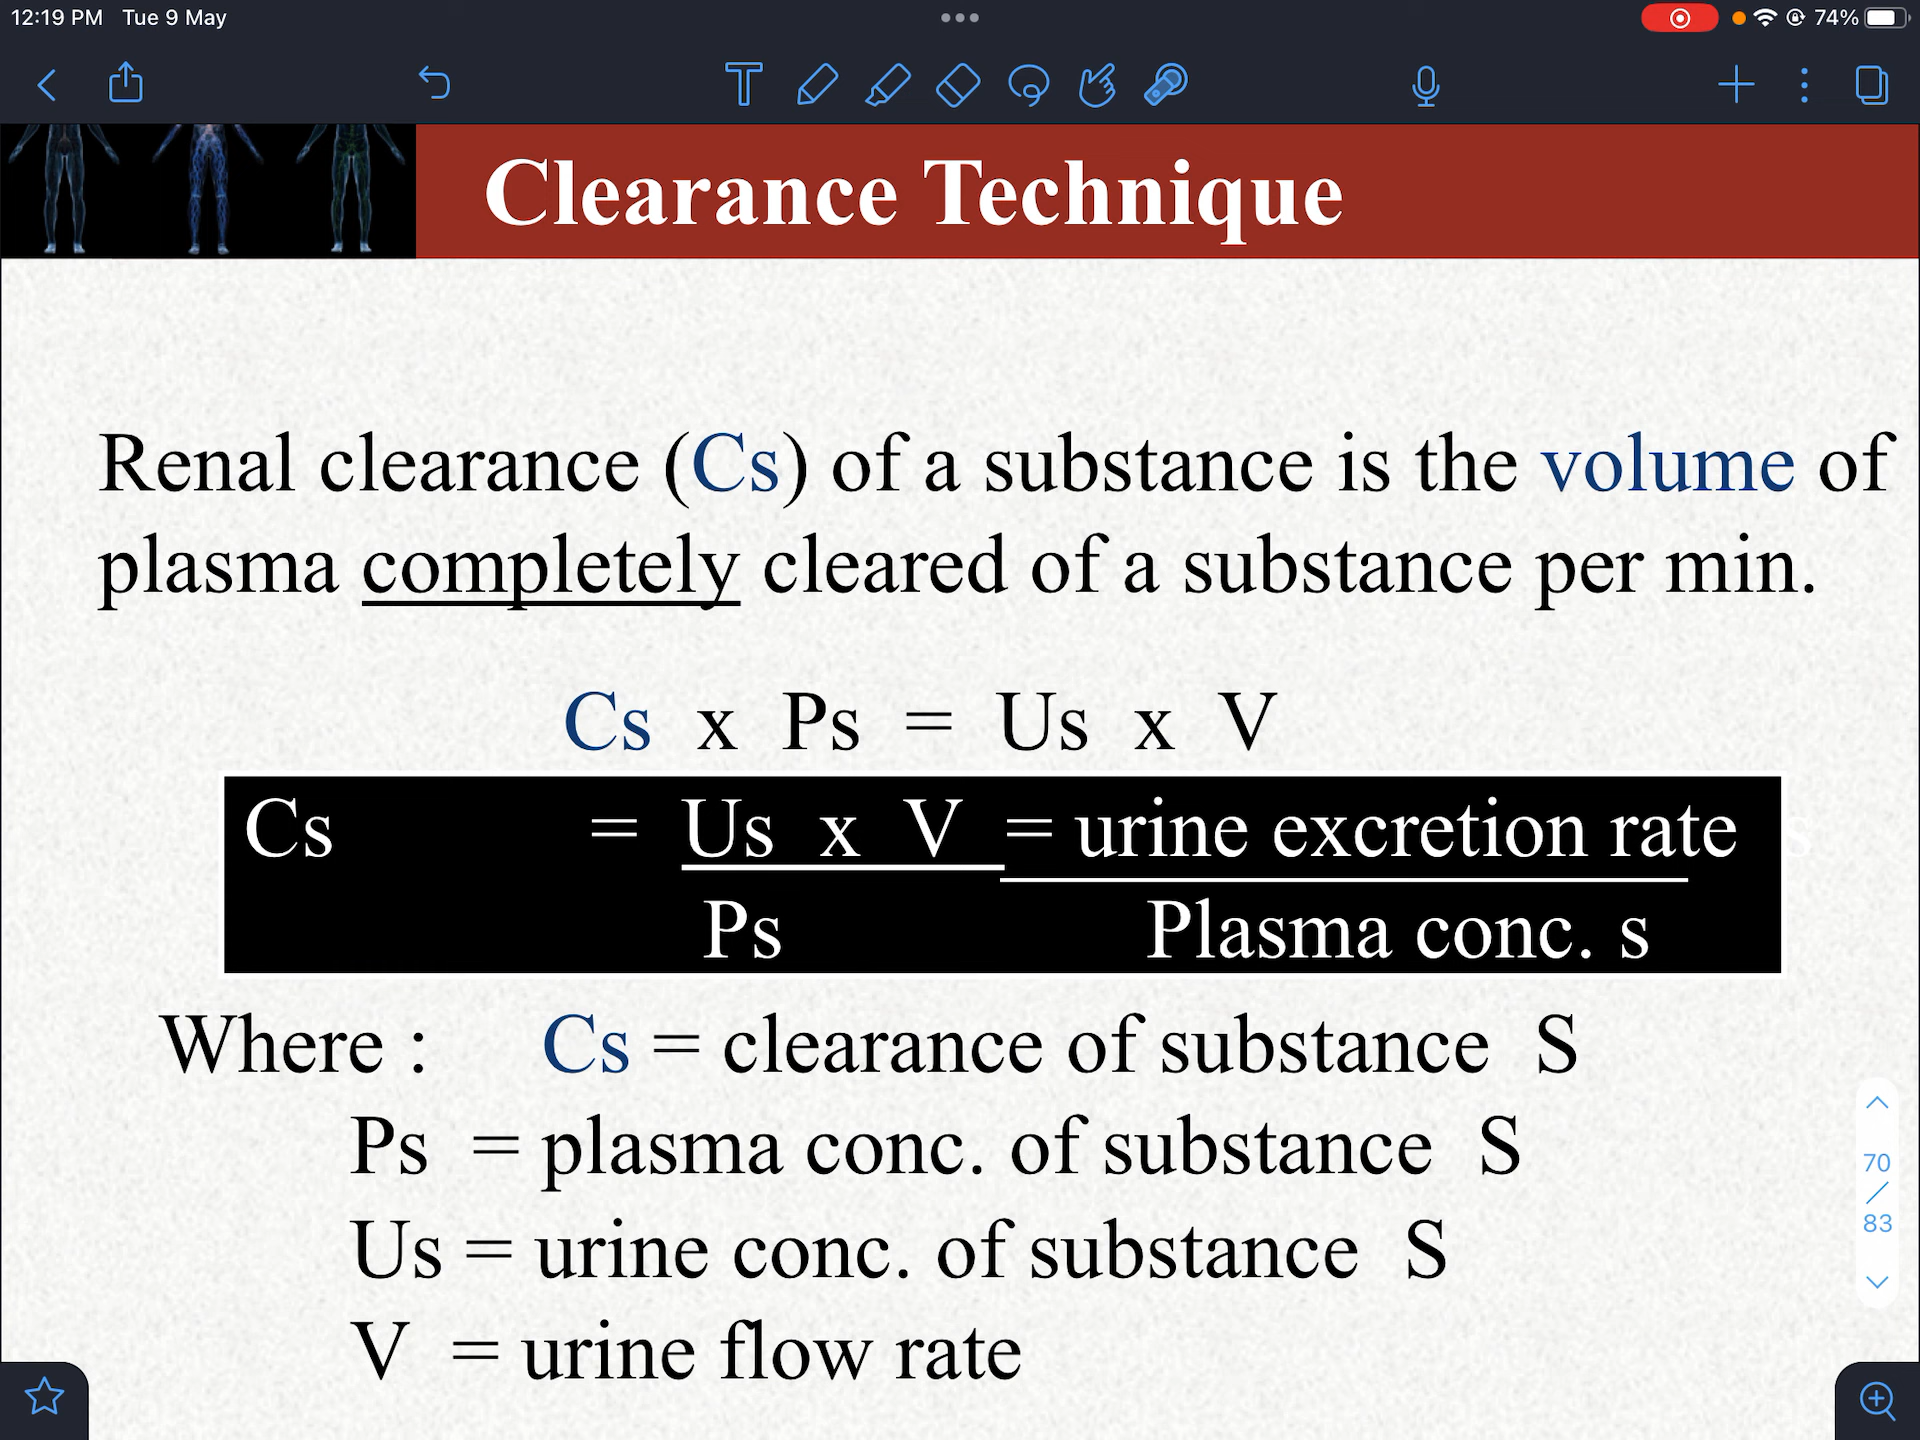 12:19 PM Tue 9 May
74%
Clearance Technique
Renal clearance (Cs) of a substance is the volume of
plasma completely cleared of a substance per min.
Cs x Ps = Us x V
Cs = Us x V = urine excretion rate s
Ps Plasma conc. s
Where : Cs = clearance of substance S
Ps = plasma conc. of substance S
Us = urine conc. of substance S
V = urine flow rate
70
/
83